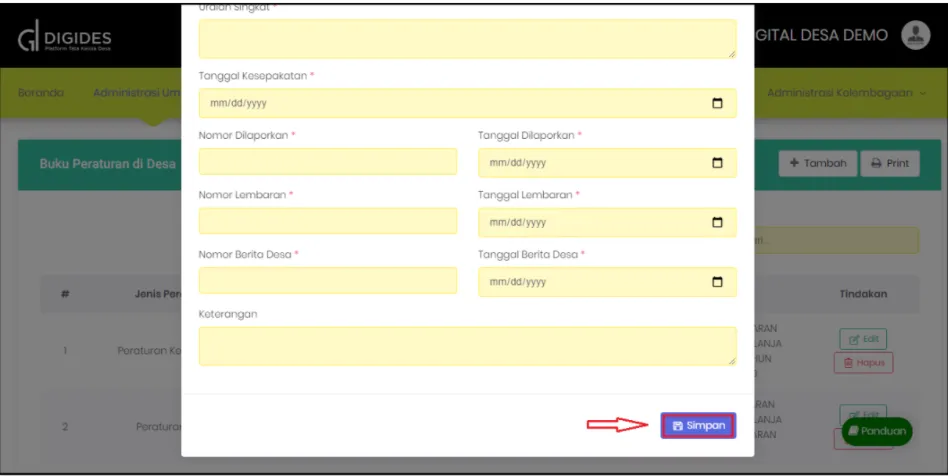 Uraian Singkat *
DIGIDES
Platform Tata Kelola Desa
GITAL DESA DEMO
Tanggal Kesepakatan *
mm/dd/yyyy
Beranda
Administrasi Um
Administrasi Kelembagaan
Nomor Dilaporkan *
Tanggal Dilaporkan *
mm/dd/yyyy
Buku Peraturan di Desa
+ Tambah
Print
Nomor Lembaran *
Tanggal Lembaran *
mm/dd/yyyy
Nomor Berita Desa *
Tanggal Berita Desa *
mm/dd/yyyy
#
Jenis Per
Tindakan
Keterangan
1
Peraturan Ke
ARAN
LANJA
HUN
Edit
Hapus
2
Peraturan
RAN
LANJA
RAN
Edit
Simpan
Panduan